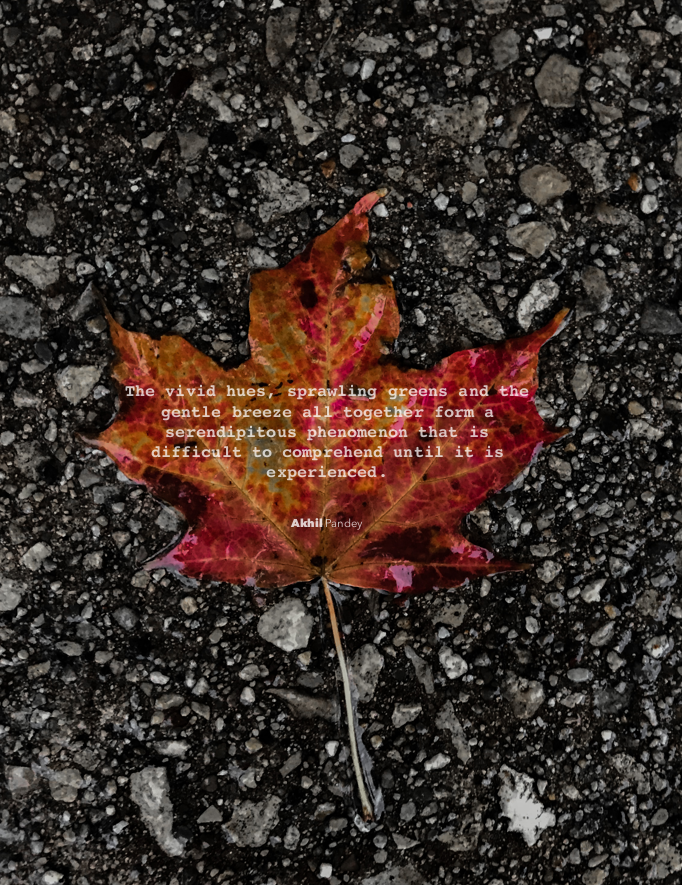 The vivid hues, sprawling greens and the
gentle breeze all together form a
serendipitous phenomenon that is
difficult to comprehend until it is
experienced.
Akhil Pandey